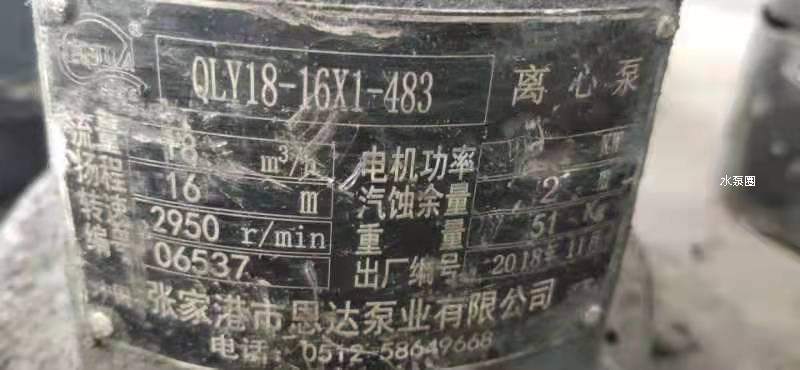 QLY18-16X1-483 离心泵
流量 18 m³/h 电机功率 KW
扬程 16 m 汽蚀余量 2 m
转速 2950 r/min 重量 51 Kg
编号 06537 出厂编号 2018年11月
张家港市恩达泵业有限公司
电话: 0512-58649668
水泵圈